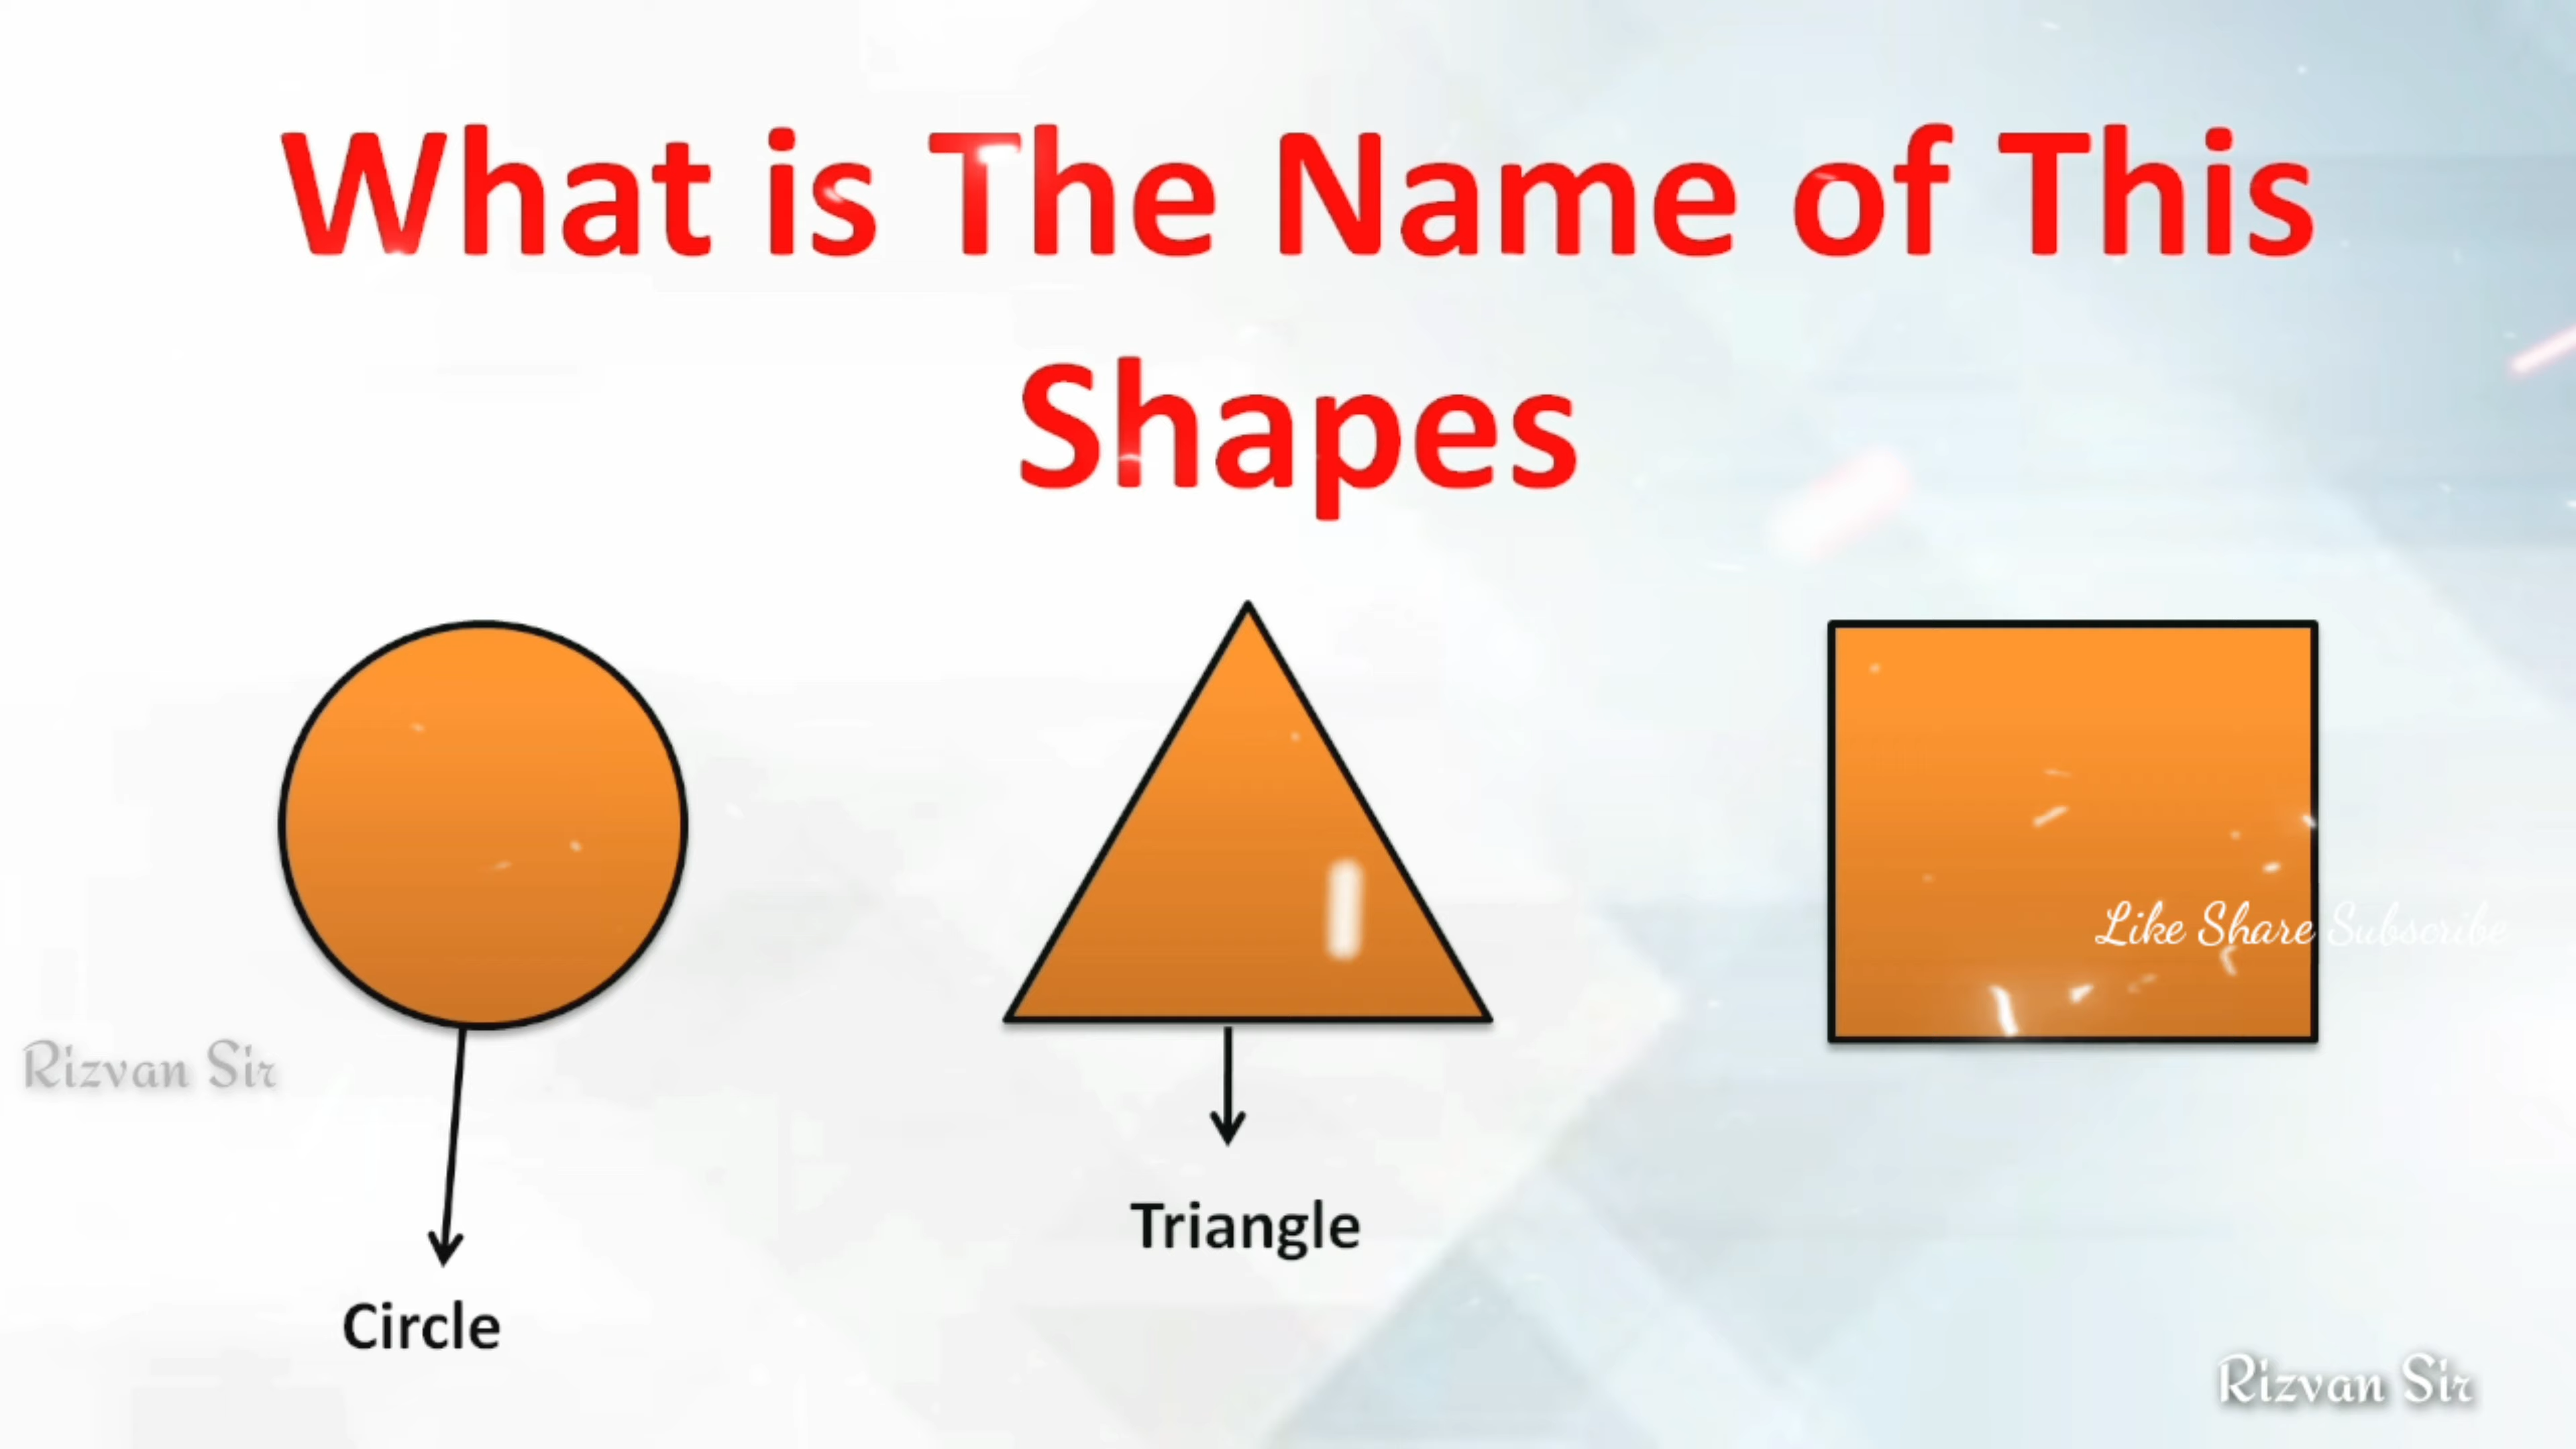 What is The Name of This
Shapes
Like Share Subscribe
Rizvan Sir
Triangle
Circle
Rizvan Sir